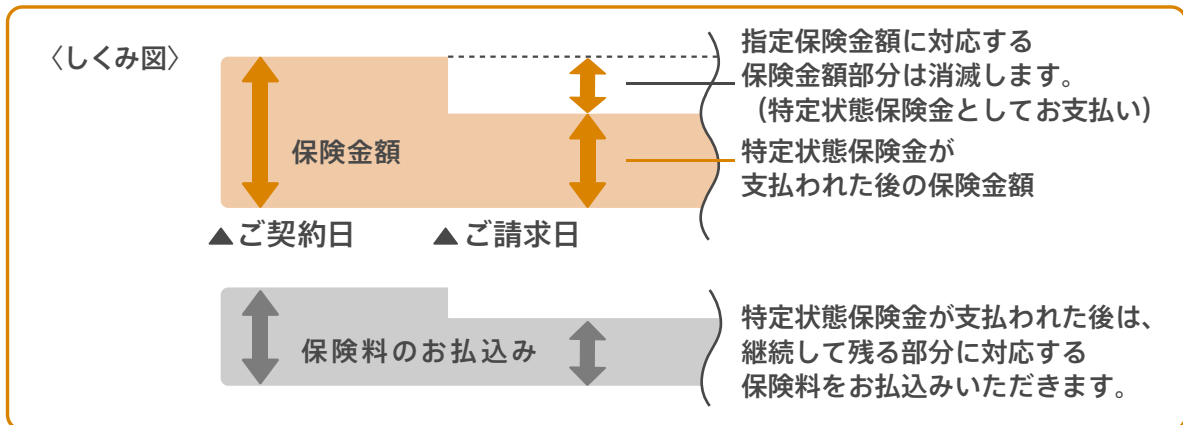 〈しくみ図〉
指定保険金額に対応する
保険金額部分は消滅します。
（特定状態保険金としてお支払い）
保険金額
特定状態保険金が
支払われた後の保険金額
▲ご契約日
▲ご請求日
保険料のお払込み
特定状態保険金が支払われた後は、
継続して残る部分に対応する
保険料をお払込みいただきます。